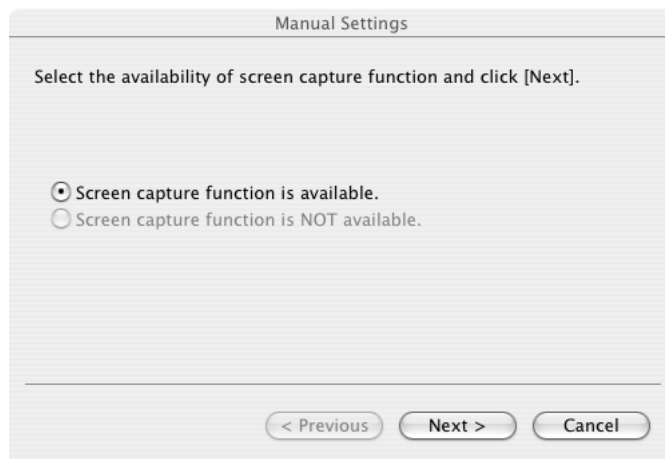 Manual Settings
Select the availability of screen capture function and click [Next].
Screen capture function is available.
Screen capture function is NOT available.
< Previous Next > Cancel